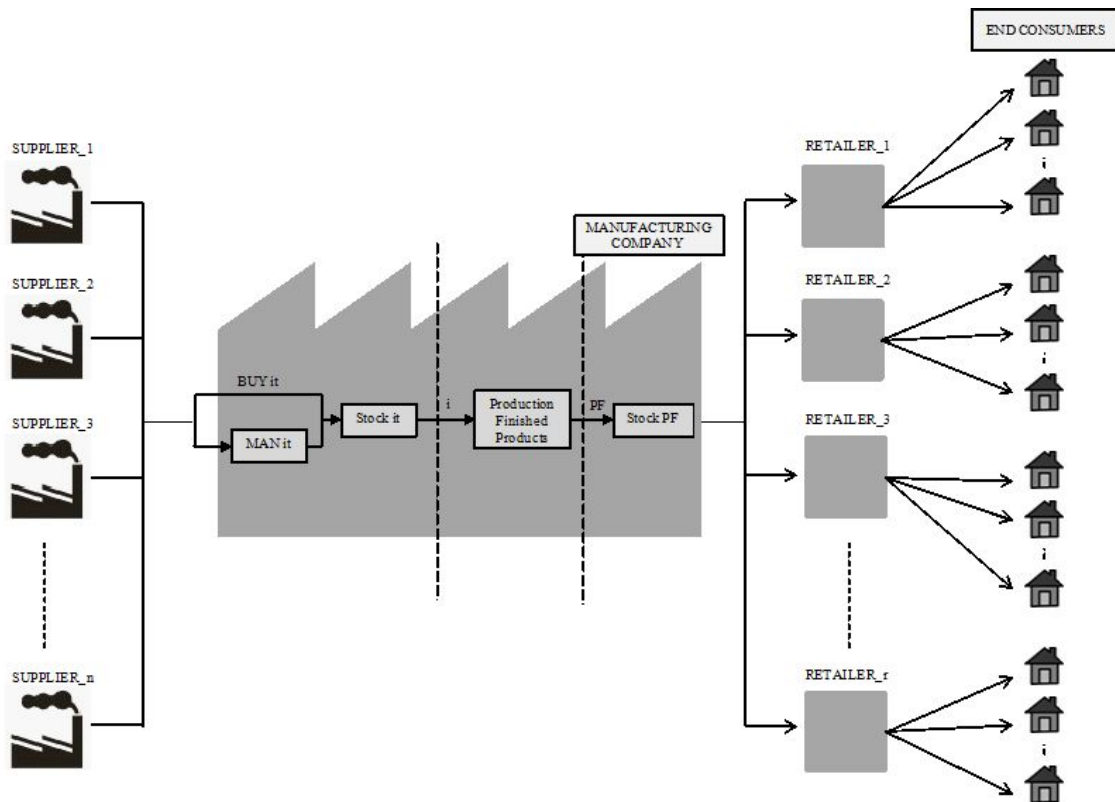 END CONSUMERS
SUPPLIER_1
RETAILER_1
i
MANUFACTURING
COMPANY
SUPPLIER_2
RETAILER_2
i
BUY it
Stock it
i
Production
Finished
Products
PF
Stock PF
MAN it
SUPPLIER_3
RETAILER_3
i
SUPPLIER_n
RETAILER_r
i